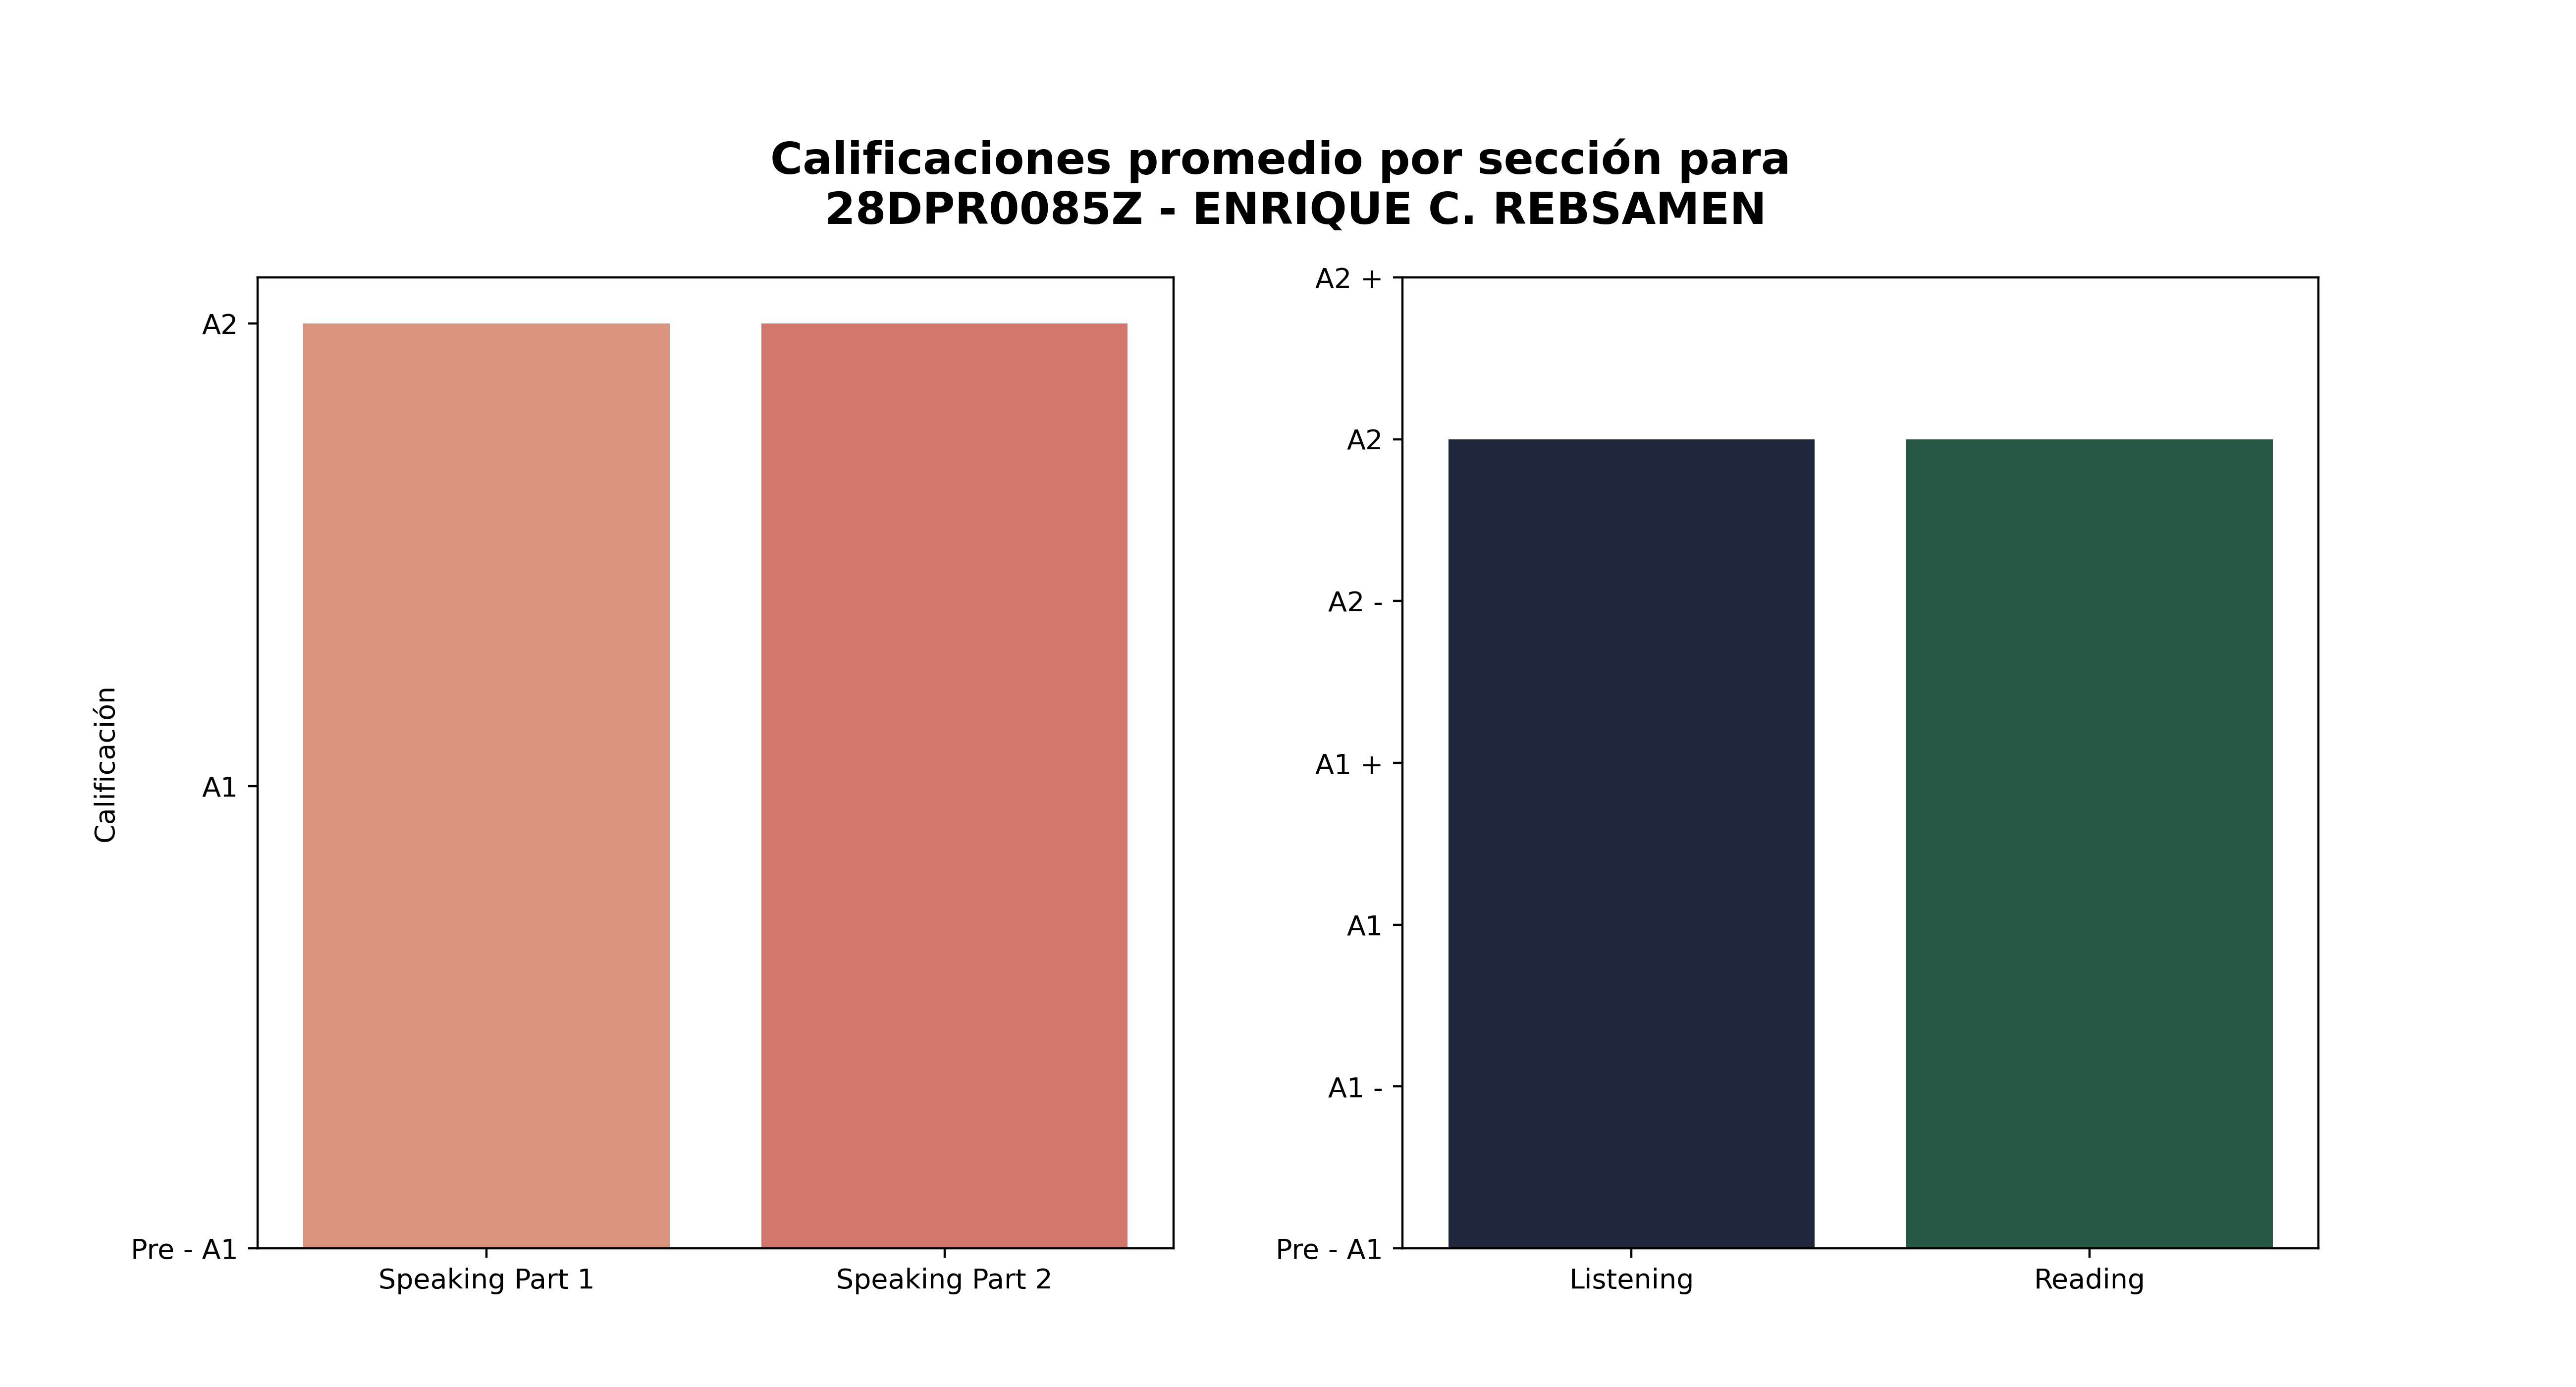 Calificaciones promedio por sección para
28DPR0085Z - ENRIQUE C. REBSAMEN
Calificación
A2
A1
Pre - A1
Speaking Part 1
Speaking Part 2
A2 +
A2
A2 -
A1 +
A1
A1 -
Pre - A1
Listening
Reading